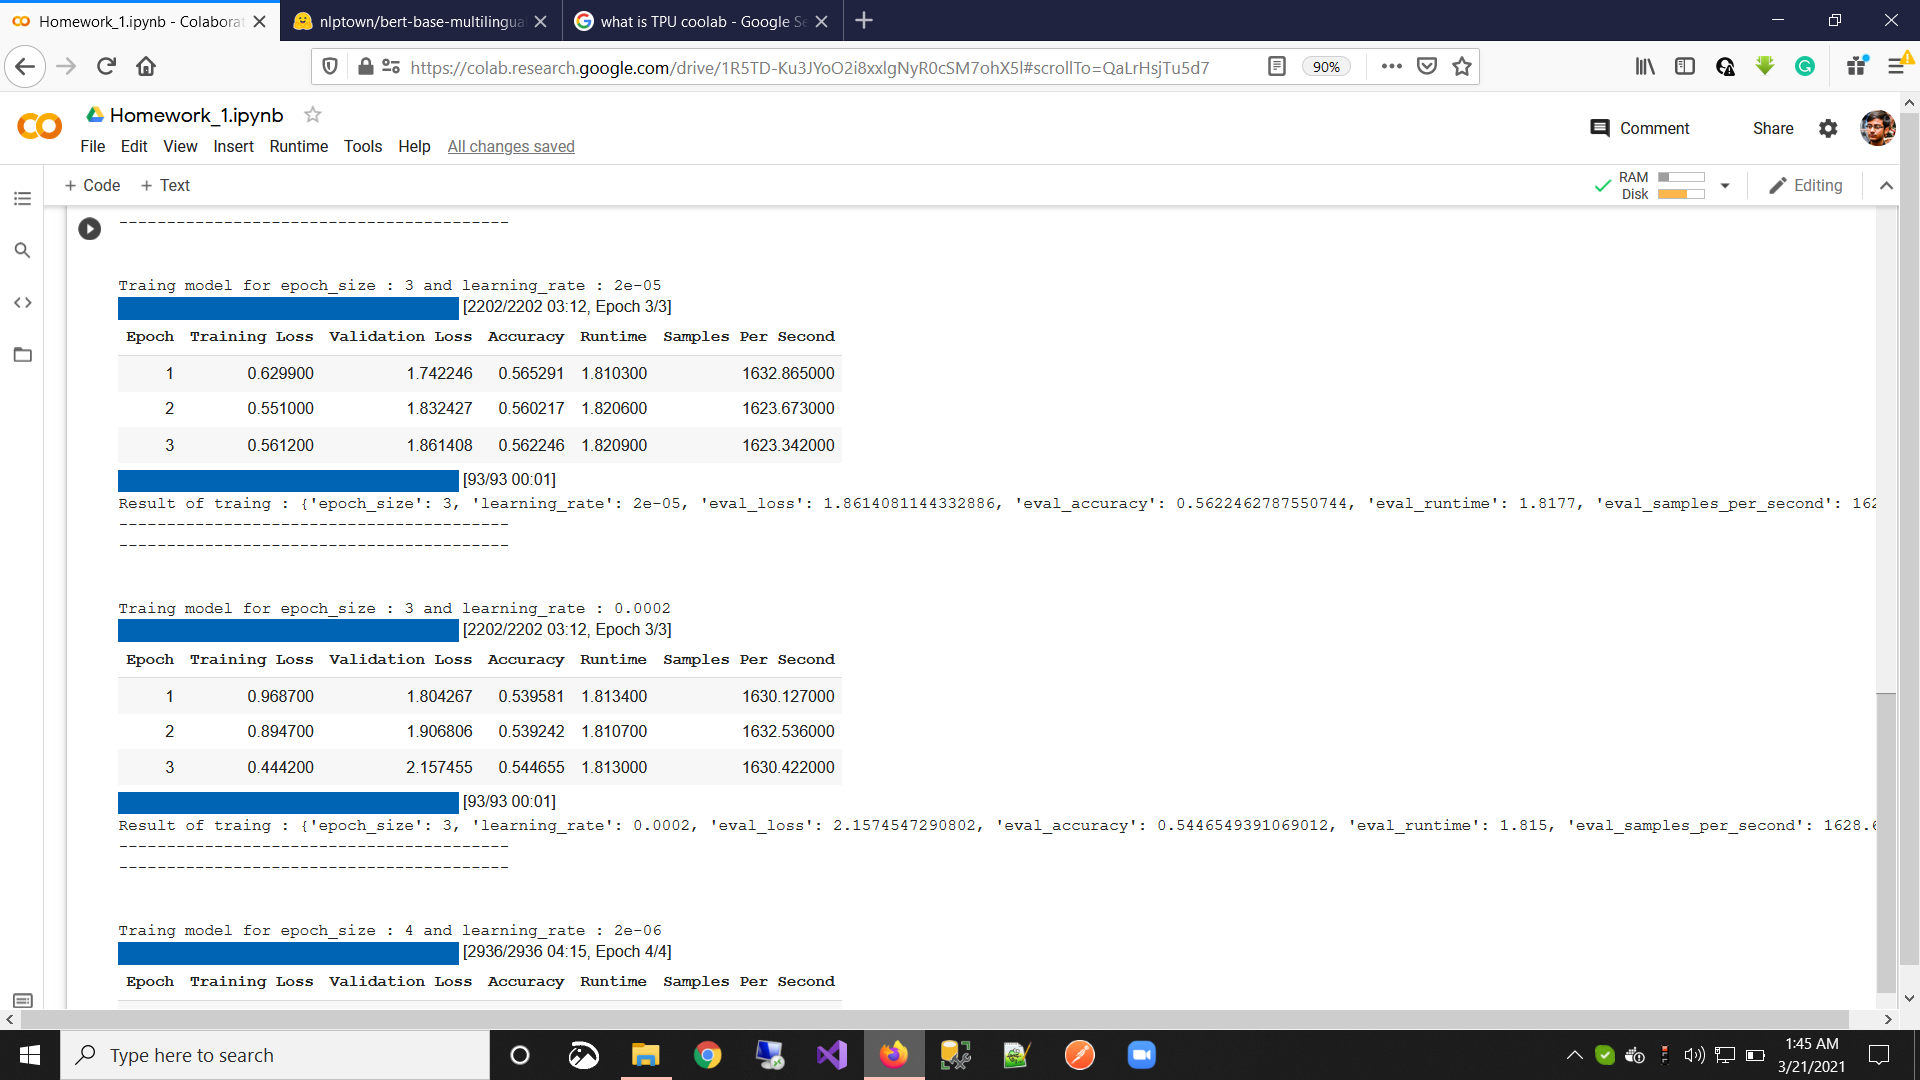 Homework_1.ipynb - Colaborat
nlptown/bert-base-multilingua
what is TPU coolab - Google Se
https://colab.research.google.com/drive/1R5TD-Ku3JYoO2i8xxlgNyR0cSM7ohX5l#scrollTo=QaLrHsjTu5d7
90%
Homework_1.ipynb
Comment
Share
File Edit View Insert Runtime Tools Help All changes saved
+ Code + Text
RAM
Disk
Editing
-----------------------------------------
Traing model for epoch_size : 3 and learning_rate : 2e-05
[2202/2202 03:12, Epoch 3/3]
Epoch Training Loss Validation Loss Accuracy Runtime Samples Per Second
1 0.629900 1.742246 0.565291 1.810300 1632.865000
2 0.551000 1.832427 0.560217 1.820600 1623.673000
3 0.561200 1.861408 0.562246 1.820900 1623.342000
[93/93 00:01]
Result of traing : {'epoch_size': 3, 'learning_rate': 2e-05, 'eval_loss': 1.8614081144332886, 'eval_accuracy': 0.5622462787550744, 'eval_runtime': 1.8177, 'eval_samples_per_second': 162
-----------------------------------------
-----------------------------------------
Traing model for epoch_size : 3 and learning_rate : 0.0002
[2202/2202 03:12, Epoch 3/3]
Epoch Training Loss Validation Loss Accuracy Runtime Samples Per Second
1 0.968700 1.804267 0.539581 1.813400 1630.127000
2 0.894700 1.906806 0.539242 1.810700 1632.536000
3 0.444200 2.157455 0.544655 1.813000 1630.422000
[93/93 00:01]
Result of traing : {'epoch_size': 3, 'learning_rate': 0.0002, 'eval_loss': 2.1574547290802, 'eval_accuracy': 0.5446549391069012, 'eval_runtime': 1.815, 'eval_samples_per_second': 1628.6
-----------------------------------------
-----------------------------------------
Traing model for epoch_size : 4 and learning_rate : 2e-06
[2936/2936 04:15, Epoch 4/4]
Epoch Training Loss Validation Loss Accuracy Runtime Samples Per Second
Type here to search
1:45 AM
3/21/2021